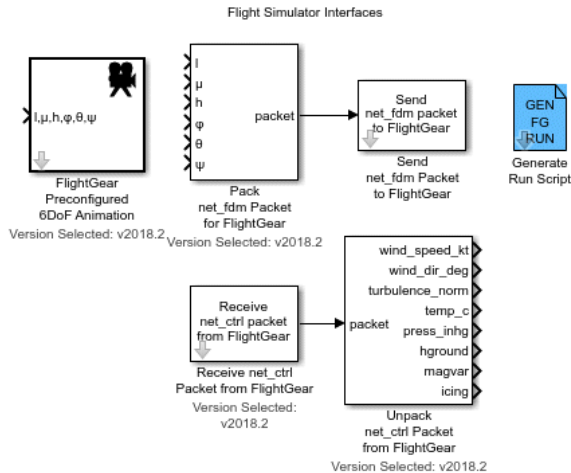 Flight Simulator Interfaces
l,μ,h,φ,θ,ψ
FlightGear
Preconfigured
6DoF Animation
Version Selected: v2018.2
l
μ
h
φ
θ
ψ
packet
Pack
net_fdm Packet
for FlightGear
Version Selected: v2018.2
Send
net_fdm packet
to FlightGear
Send
net_fdm Packet
to FlightGear
GEN
FG
RUN
Generate
Run Script
Receive
net_ctrl packet
from FlightGear
Receive net_ctrl
Packet from FlightGear
Version Selected:
v2018.2
packet
wind_speed_kt
wind_dir_deg
turbulence_norm
temp_c
press_inhg
hground
magvar
icing
Unpack
net_ctrl Packet
from FlightGear
Version Selected: v2018.2